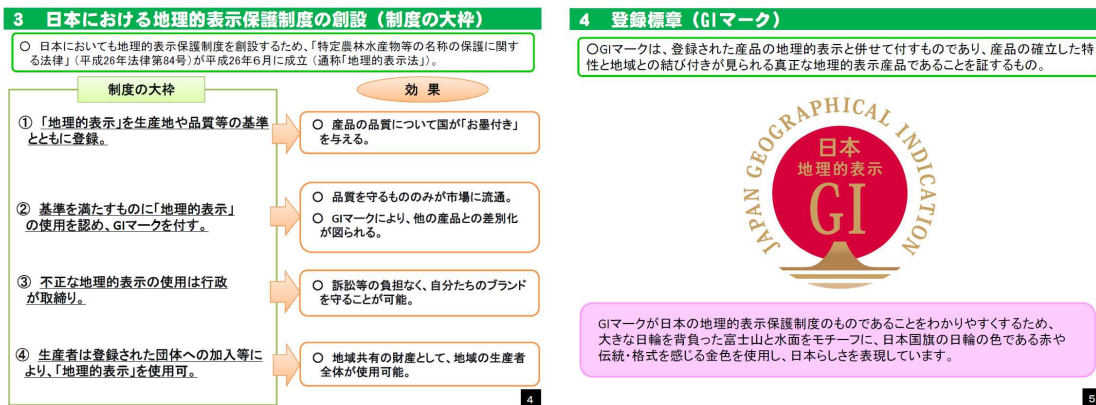 3 日本における地理的表示保護制度の創設(制度の大枠)
○ 日本においても地理的表示保護制度を創設するため、「特定農林水産物等の名称の保護に関す
る法律」(平成26年法律第84号)が平成26年6月に成立(通称「地理的表示法」)。
制度の大枠
効 果
① 「地理的表示」を生産地や品質等の基準
とともに登録。
○ 産品の品質について国が「お墨付き」
を与える。
② 基準を満たすものに「地理的表示」
の使用を認め、GIマークを付す。
○ 品質を守るもののみが市場に流通。
○ GIマークにより、他の産品との差別化
が図られる。
③ 不正な地理的表示の使用は行政
が取締り。
○ 訴訟等の負担なく、自分たちのブランド
を守ることが可能。
④ 生産者は登録された団体への加入等に
より、「地理的表示」を使用可。
○ 地域共有の財産として、地域の生産者
全体が使用可能。
4
4 登録標章(GIマーク)
○GIマークは、登録された産品の地理的表示と併せて付すものであり、産品の確立した特
性と地域との結び付きが見られる真正な地理的表示産品であることを証するもの。
JAPAN GEOGRAPHICAL INDICATION
日本
地理的表示
GI
GIマークが日本の地理的表示保護制度のものであることをわかりやすくするため、
大きな日輪を背負った富士山と水面をモチーフに、日本国旗の日輪の色である赤や
伝統・格式を感じる金色を使用し、日本らしさを表現しています。
5